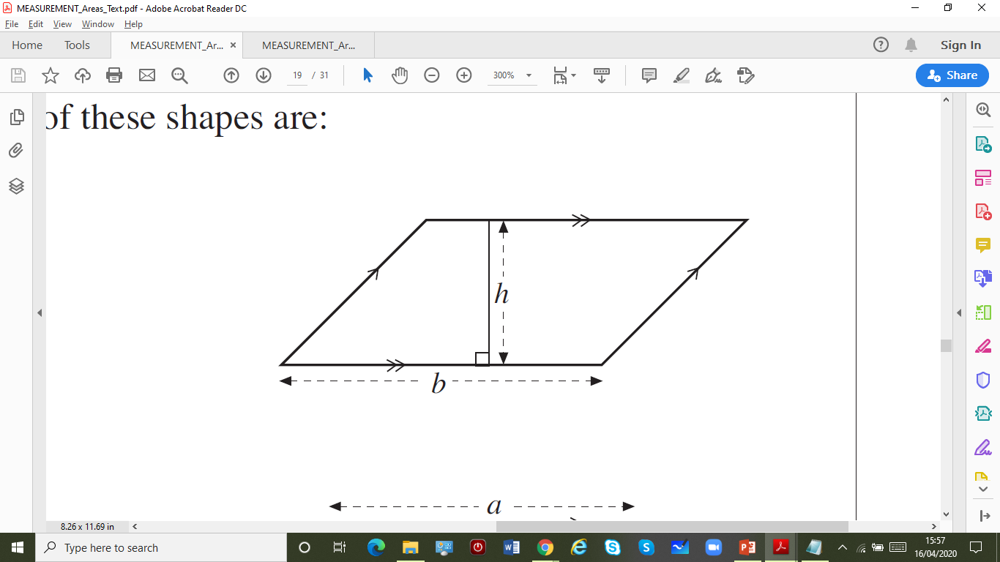 MEASUREMENT_Areas_Text.pdf - Adobe Acrobat Reader DC
File Edit View Window Help
Home Tools MEASUREMENT_Ar... × MEASUREMENT_Ar... Sign In
19 / 31 300% Share
of these shapes are:
h
b
a
8.26 x 11.69 in
Type here to search
15:57
16/04/2020